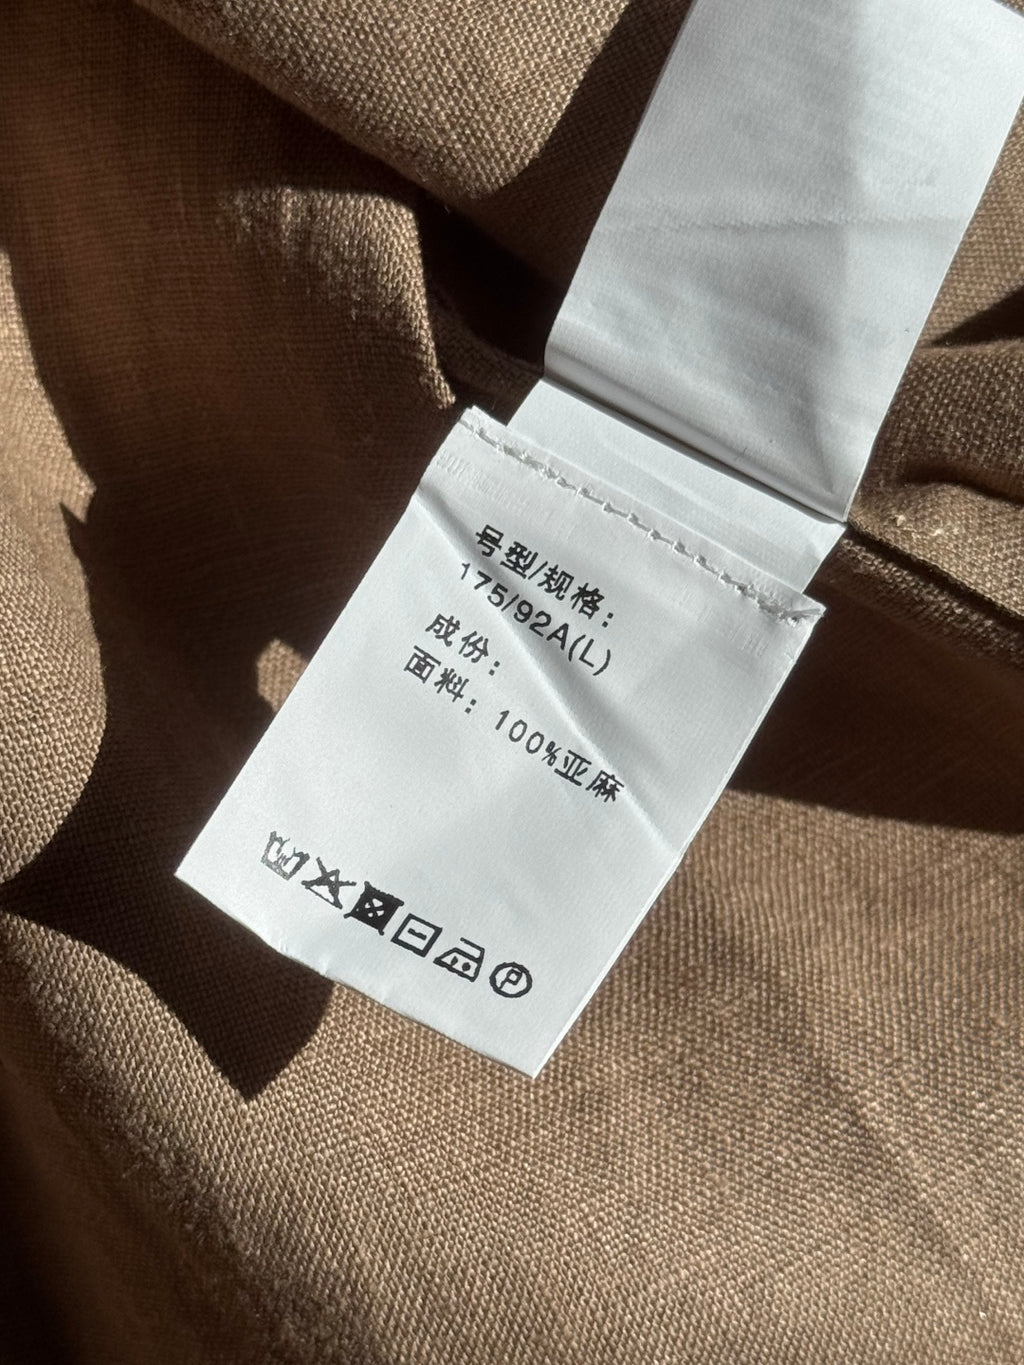 号型/规格:
175/92A(L)
成份:
面料: 100%亚麻
P